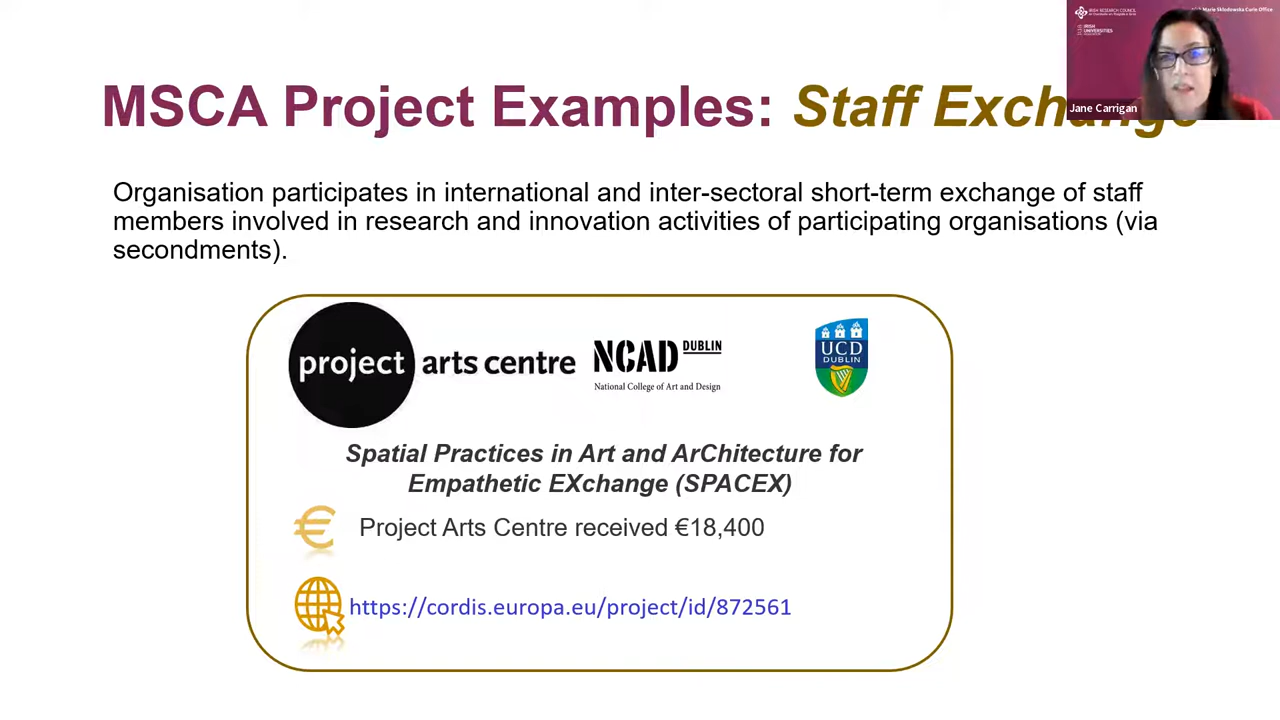 IRISH RESEARCH COUNCIL
Marie Skłodowska Curie Office
IRISH
UNIVERSITIES
Jane Carrigan
MSCA Project Examples: Staff Exchange
Organisation participates in international and inter-sectoral short-term exchange of staff
members involved in research and innovation activities of participating organisations (via
secondments).
project arts centre
NCAD DUBLIN
National College of Art and Design
UCD
DUBLIN
Spatial Practices in Art and ArChitecture for
Empathetic EXchange (SPACEX)
€ Project Arts Centre received €18,400
https://cordis.europa.eu/project/id/872561